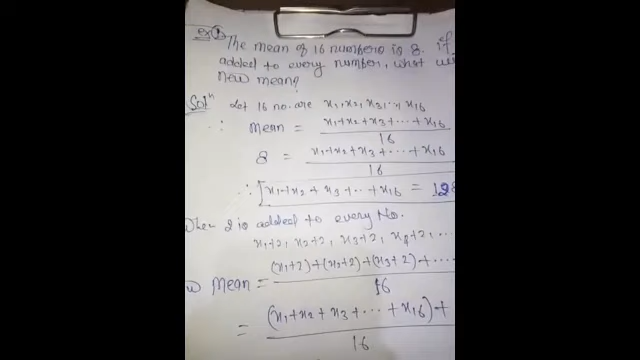 Ex 1
The mean of 16 numbers is 8. if
added to every number, what
new mean?
Solⁿ Let 16 no. are x₁, x₂, x₃, ..., x₁₆
∴ Mean = x₁+x₂+x₃+...+x₁₆ / 16
8 = x₁+x₂+x₃+...+x₁₆ / 16
∴ [x₁+x₂+x₃+...+x₁₆ = 128
When 2 is added to every No.
x₁+2, x₂+2, x₃+2, x₄+2, ...
Mean = (x₁+2)+(x₂+2)+(x₃+2)+... / 16
= (x₁+x₂+x₃+...+x₁₆)+ / 16